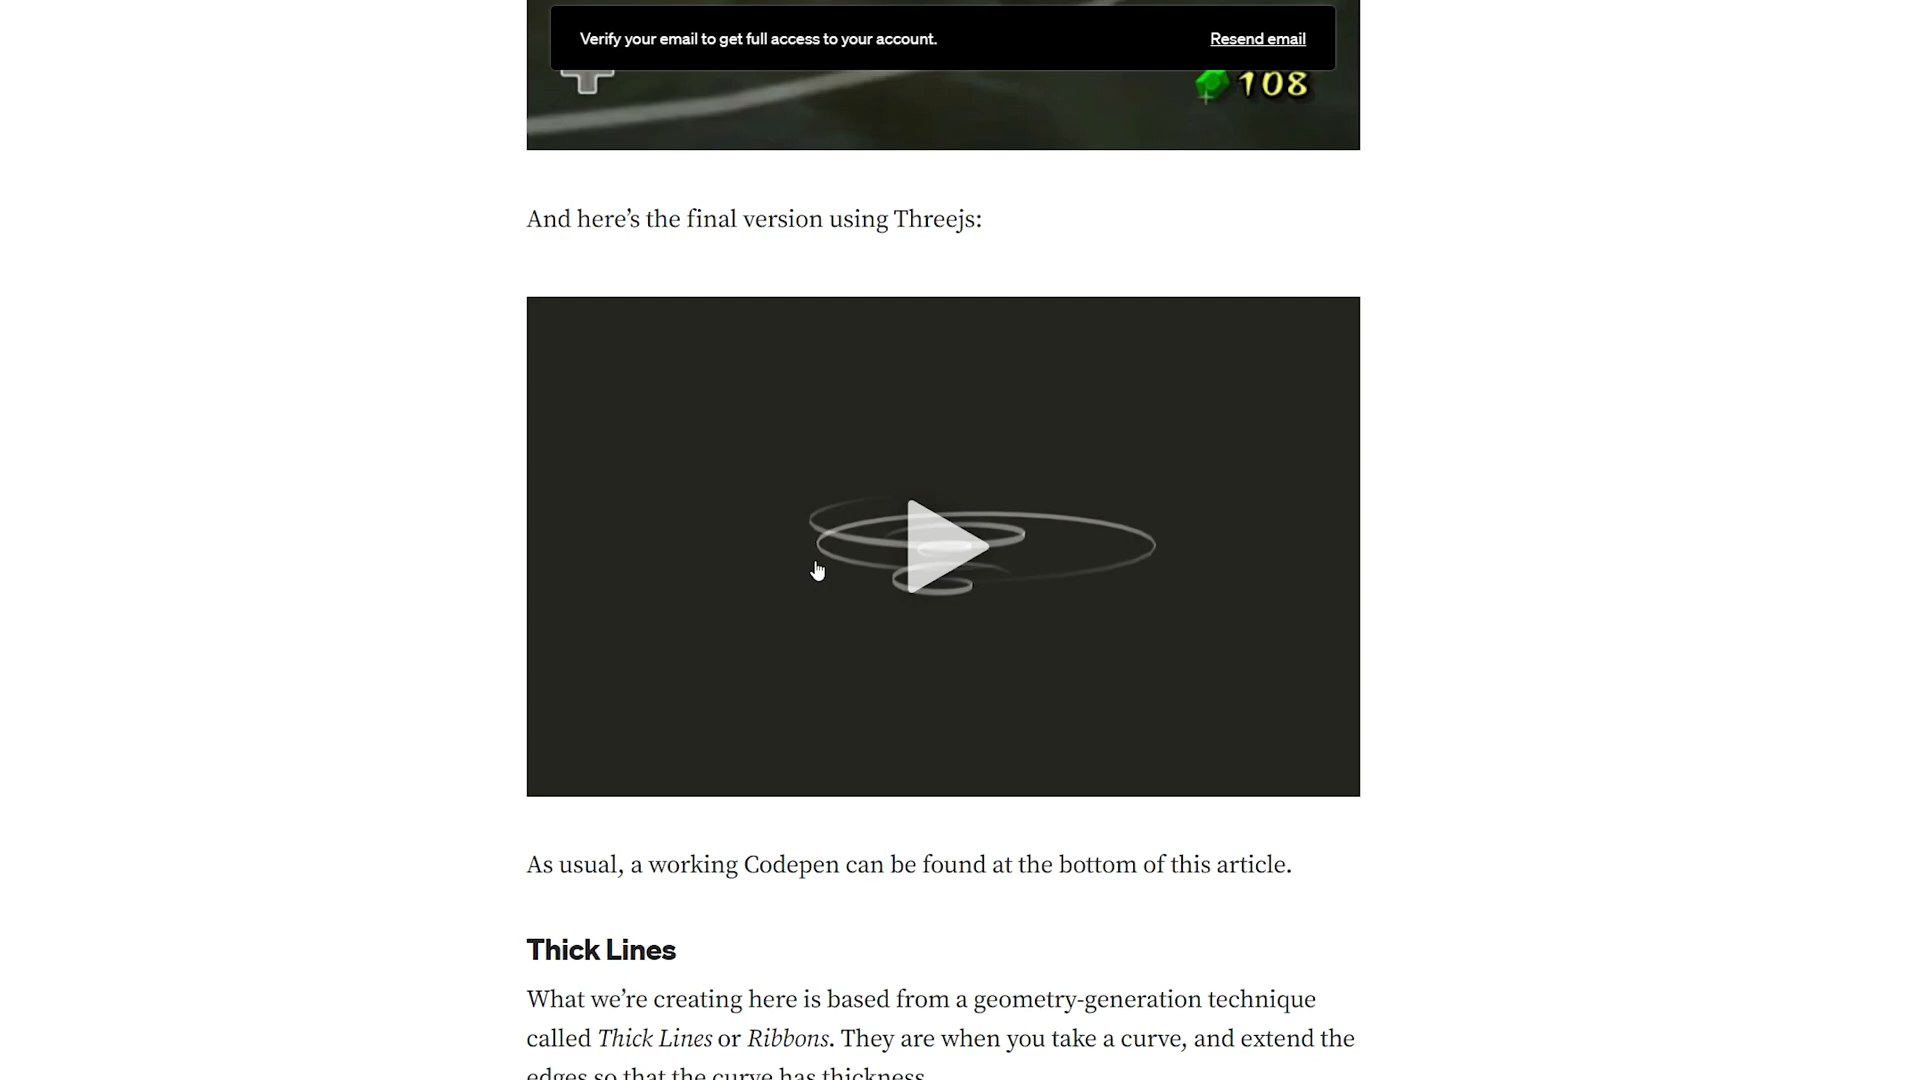 Verify your email to get full access to your account.
Resend email
108
And here’s the final version using Threejs:
As usual, a working Codepen can be found at the bottom of this article.
Thick Lines
What we’re creating here is based from a geometry-generation technique
called Thick Lines or Ribbons. They are when you take a curve, and extend the
edges so that the curve has thickness.